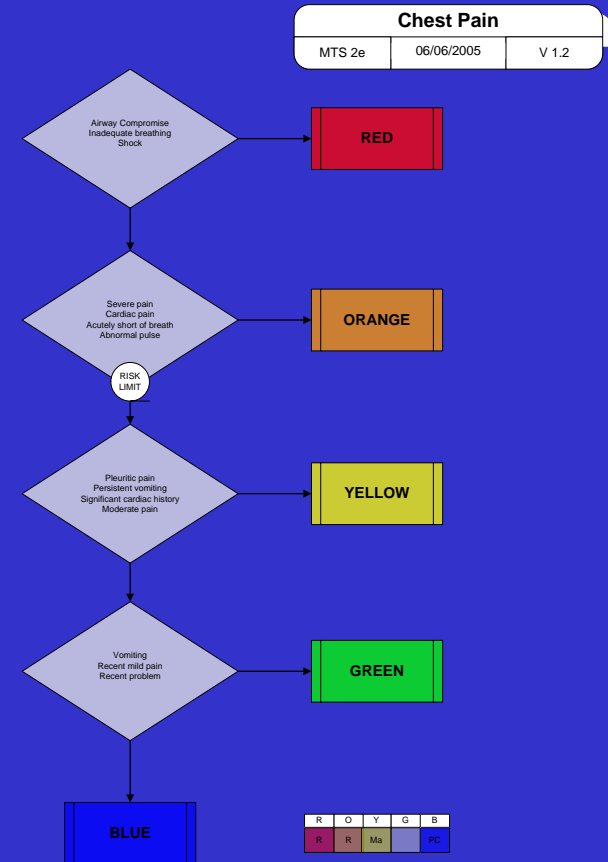 Chest Pain
MTS 2e 06/06/2005 V 1.2
Airway Compromise
Inadequate breathing
Shock
RED
Severe pain
Cardiac pain
Acutely short of breath
Abnormal pulse
ORANGE
RISK
LIMIT
Pleuritic pain
Persistent vomiting
Significant cardiac history
Moderate pain
YELLOW
Vomiting
Recent mild pain
Recent problem
GREEN
BLUE
R O Y G B
R R Ma PC